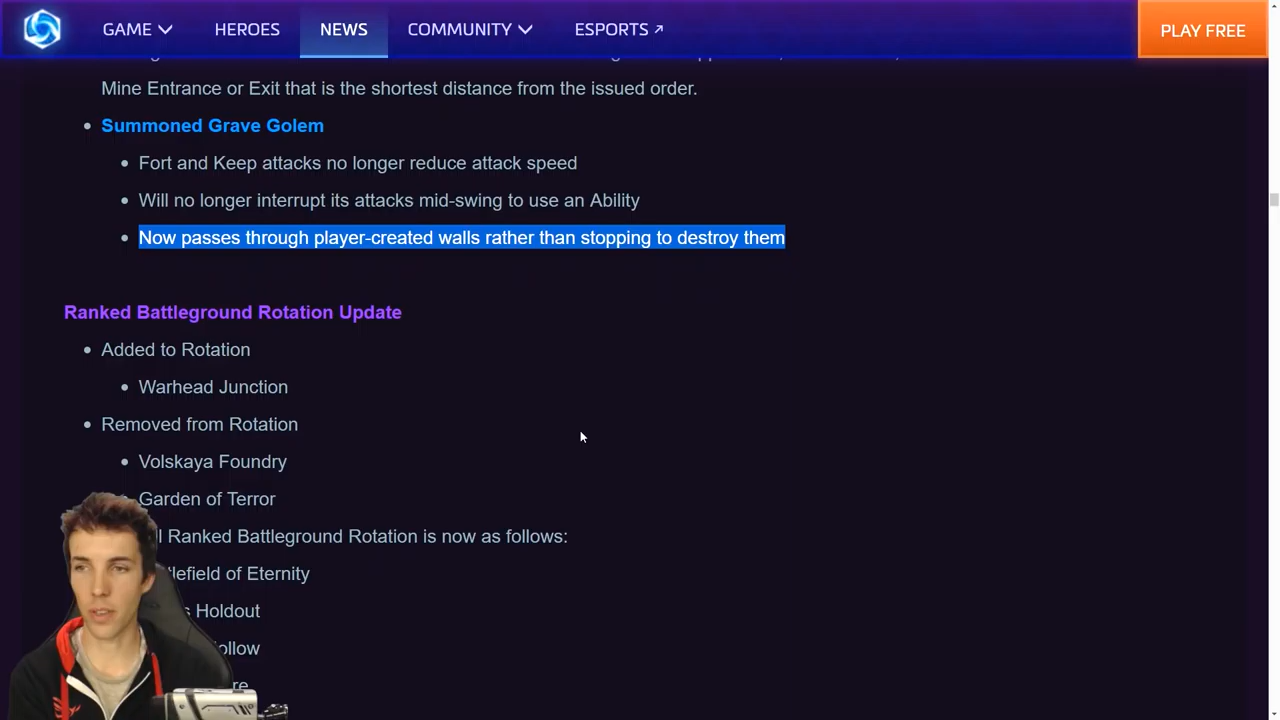 GAME HEROES NEWS COMMUNITY ESPORTS PLAY FREE
Mine Entrance or Exit that is the shortest distance from the issued order.
Summoned Grave Golem
Fort and Keep attacks no longer reduce attack speed
Will no longer interrupt its attacks mid-swing to use an Ability
Now passes through player-created walls rather than stopping to destroy them
Ranked Battleground Rotation Update
Added to Rotation
Warhead Junction
Removed from Rotation
Volskaya Foundry
Garden of Terror
Ranked Battleground Rotation is now as follows:
of Eternity
Holdout